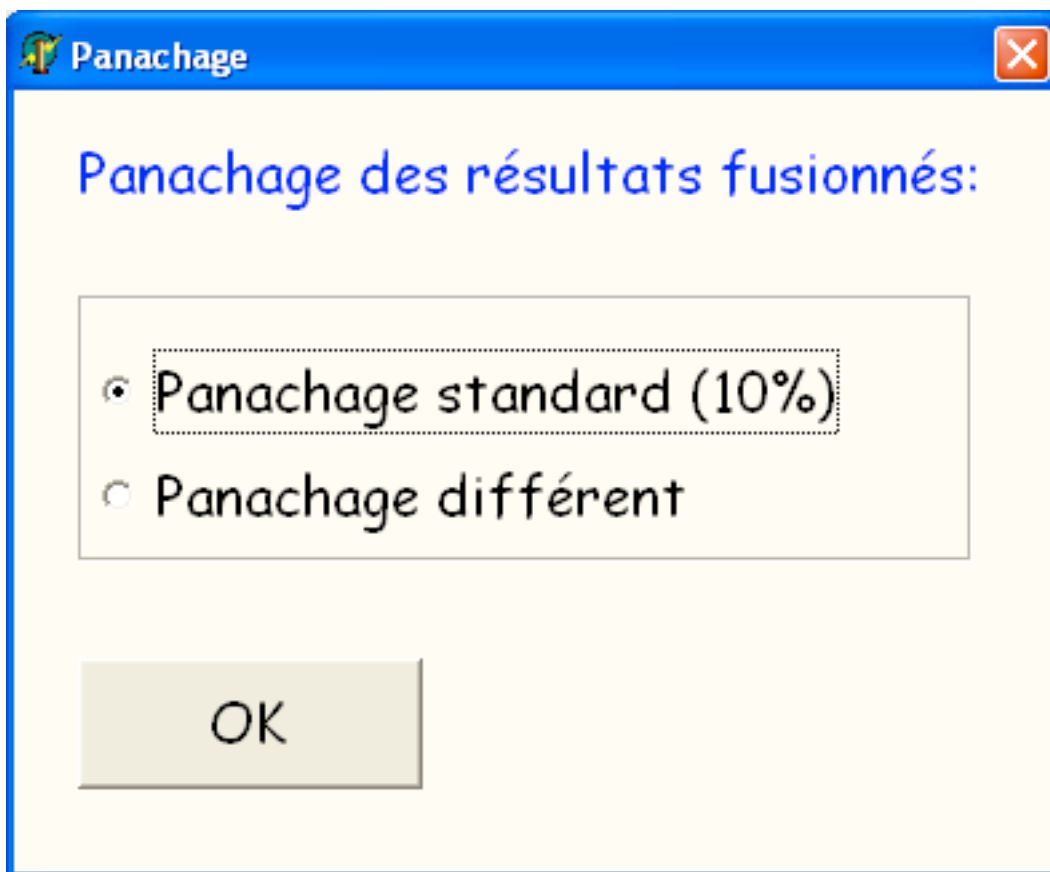 Panachage
Panachage des résultats fusionnés:
Panachage standard (10%)
Panachage différent
OK